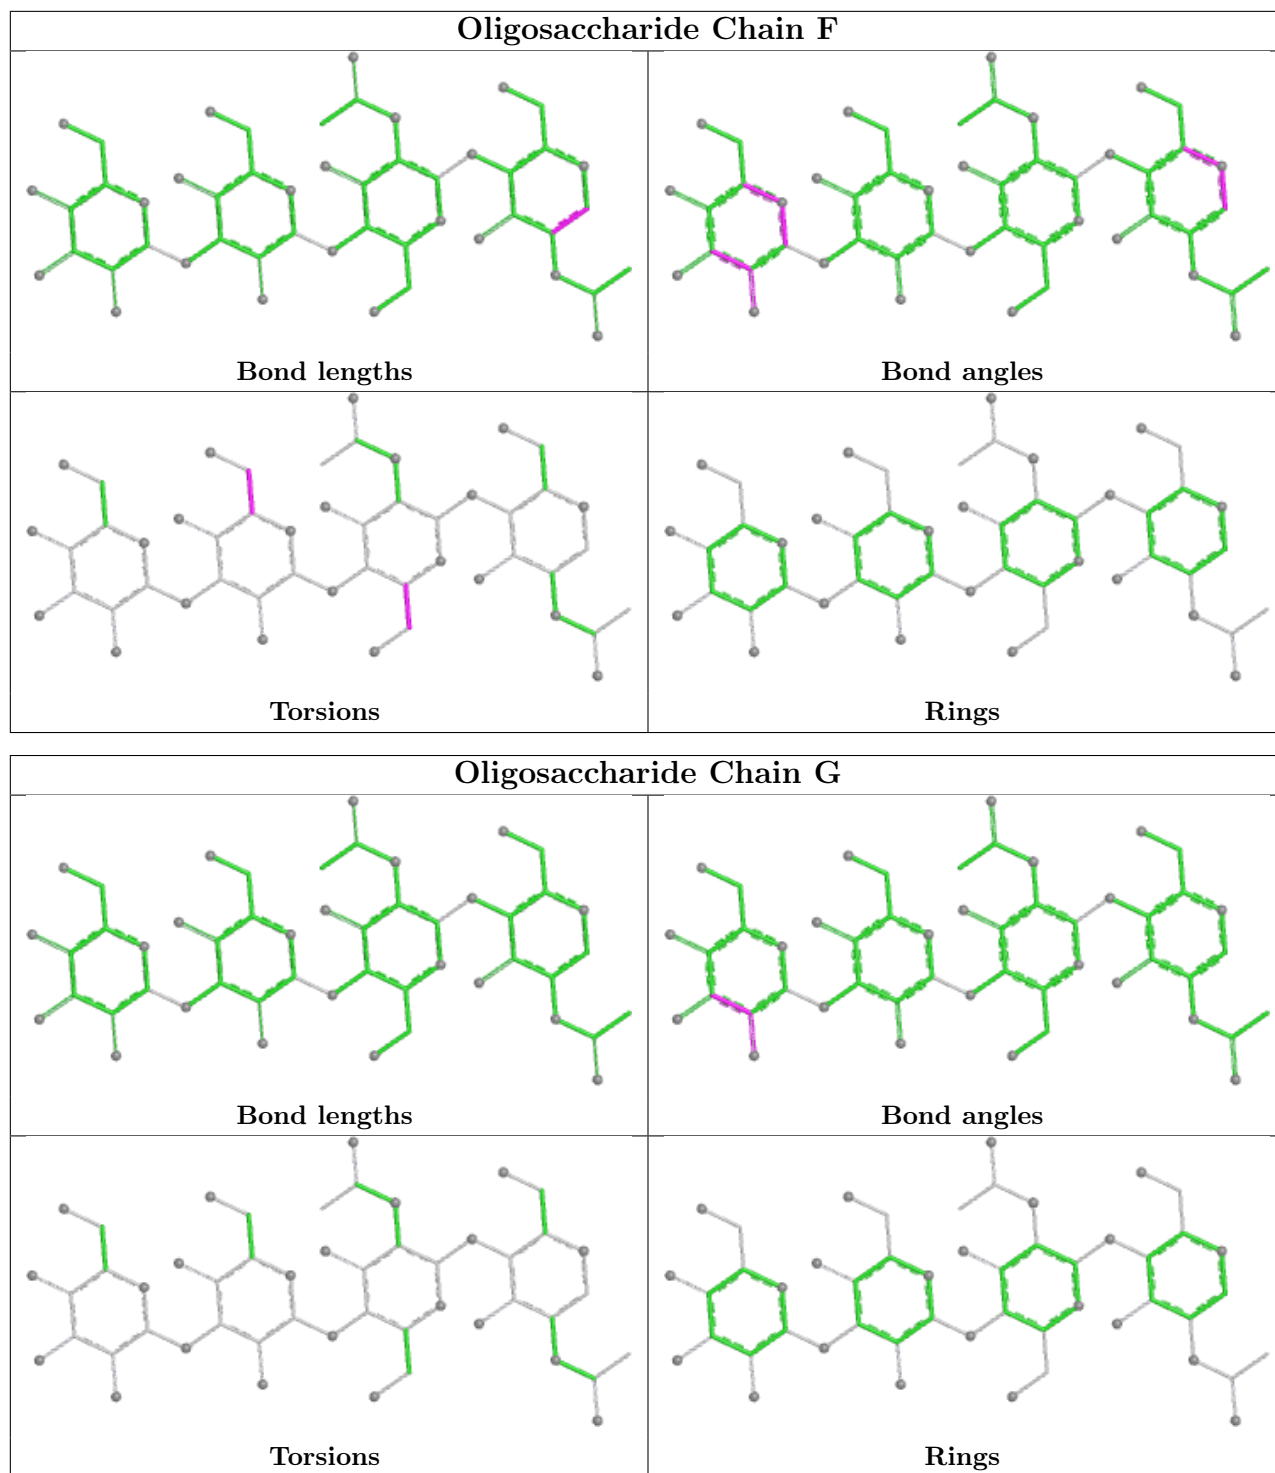 Oligosaccharide Chain F
Bond lengths
Bond angles
Torsions
Rings
Oligosaccharide Chain G
Bond lengths
Bond angles
Torsions
Rings